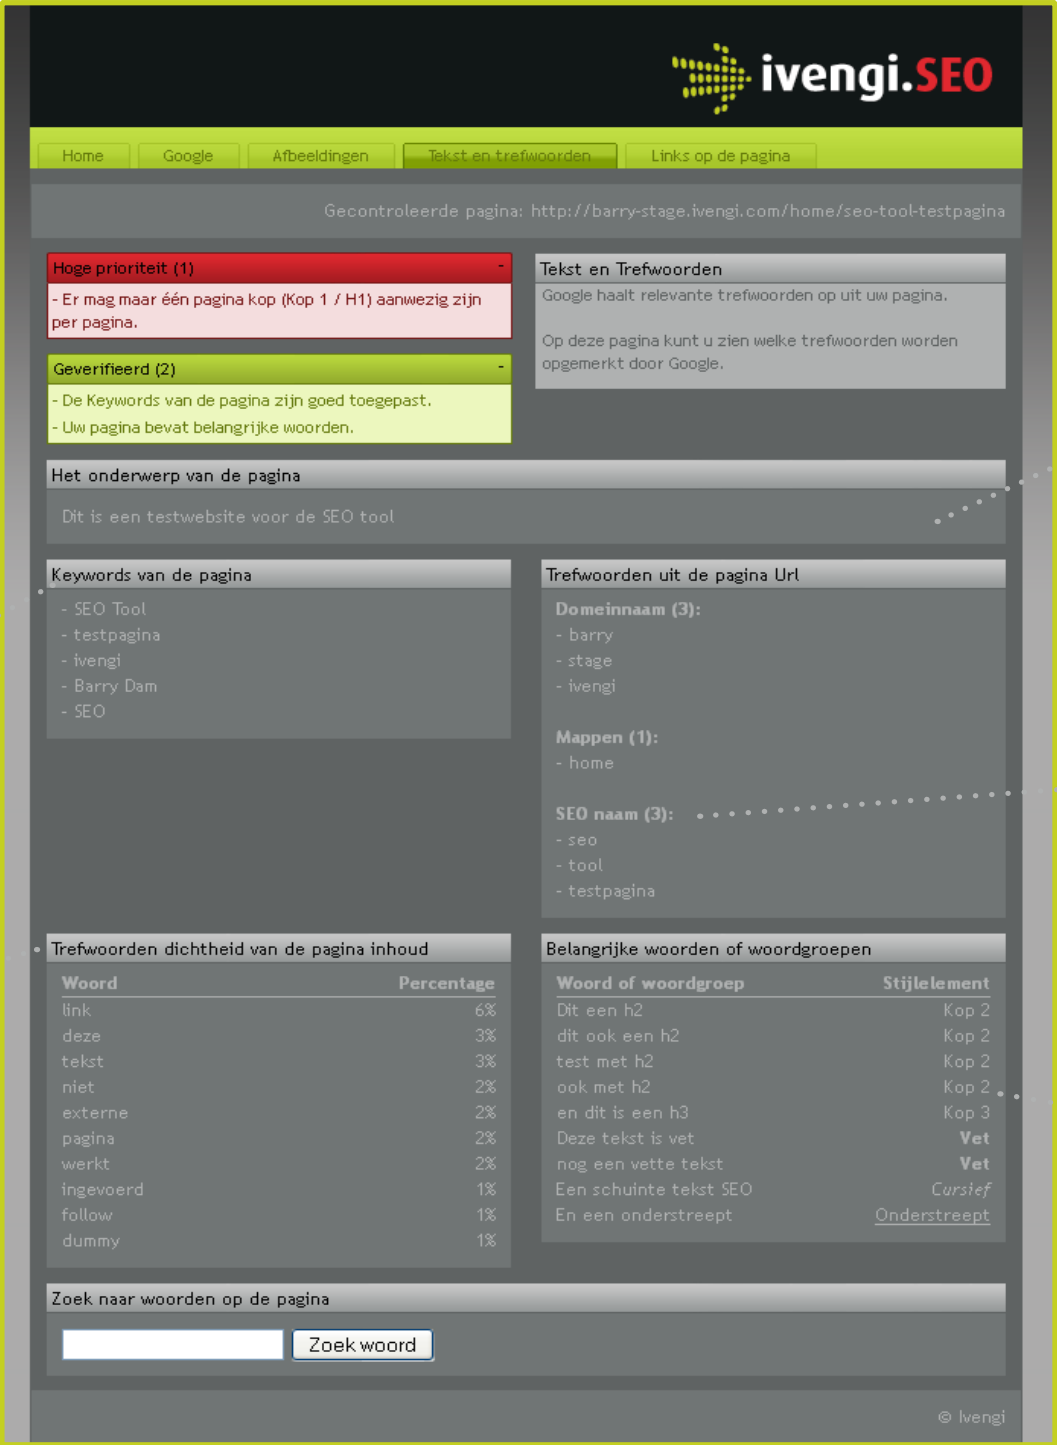 ivengi.SEO
Home Google Afbeeldingen Tekst en trefwoorden Links op de pagina
Gecontroleerde pagina: http://barry-stage.ivengi.com/home/seo-tool-testpagina
Hoge prioriteit (1) -
- Er mag maar één pagina kop (Kop 1 / H1) aanwezig zijn
per pagina.
Geverifieerd (2) -
- De Keywords van de pagina zijn goed toegepast.
- Uw pagina bevat belangrijke woorden.
Tekst en Trefwoorden
Google haalt relevante trefwoorden op uit uw pagina.
Op deze pagina kunt u zien welke trefwoorden worden
opgemerkt door Google.
Het onderwerp van de pagina
Dit is een testwebsite voor de SEO tool
Keywords van de pagina
- SEO Tool
- testpagina
- ivengi
- Barry Dam
- SEO
Trefwoorden uit de pagina Url
Domeinnaam (3):
- barry
- stage
- ivengi
Mappen (1):
- home
SEO naam (3):
- seo
- tool
- testpagina
Trefwoorden dichtheid van de pagina inhoud
Woord Percentage
link 6%
deze 3%
tekst 3%
niet 2%
externe 2%
pagina 2%
werkt 2%
ingevoerd 1%
follow 1%
dummy 1%
Belangrijke woorden of woordgroepen
Woord of woordgroep Stijlelement
Dit een h2 Kop 2
dit ook een h2 Kop 2
test met h2 Kop 2
ook met h2 Kop 2
en dit is een h3 Kop 3
Deze tekst is vet Vet
nog een vette tekst Vet
Een schuinte tekst SEO Cursief
En een onderstreept Onderstreept
Zoek naar woorden op de pagina
Zoek woord
© Ivengi